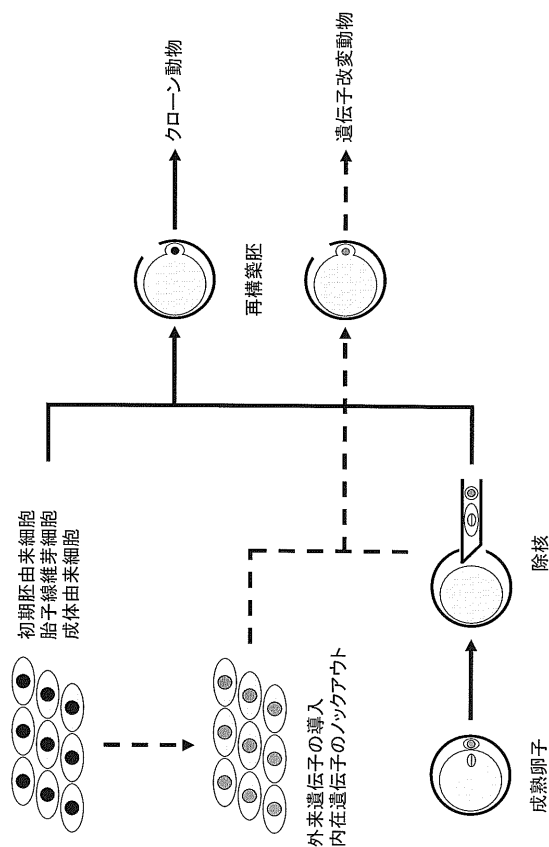 初期胚由来細胞
胎子線維芽細胞
成体由来細胞
外来遺伝子の導入
内在遺伝子のノックアウト
成熟卵子
除核
再構築胚
クローン動物
遺伝子改変動物